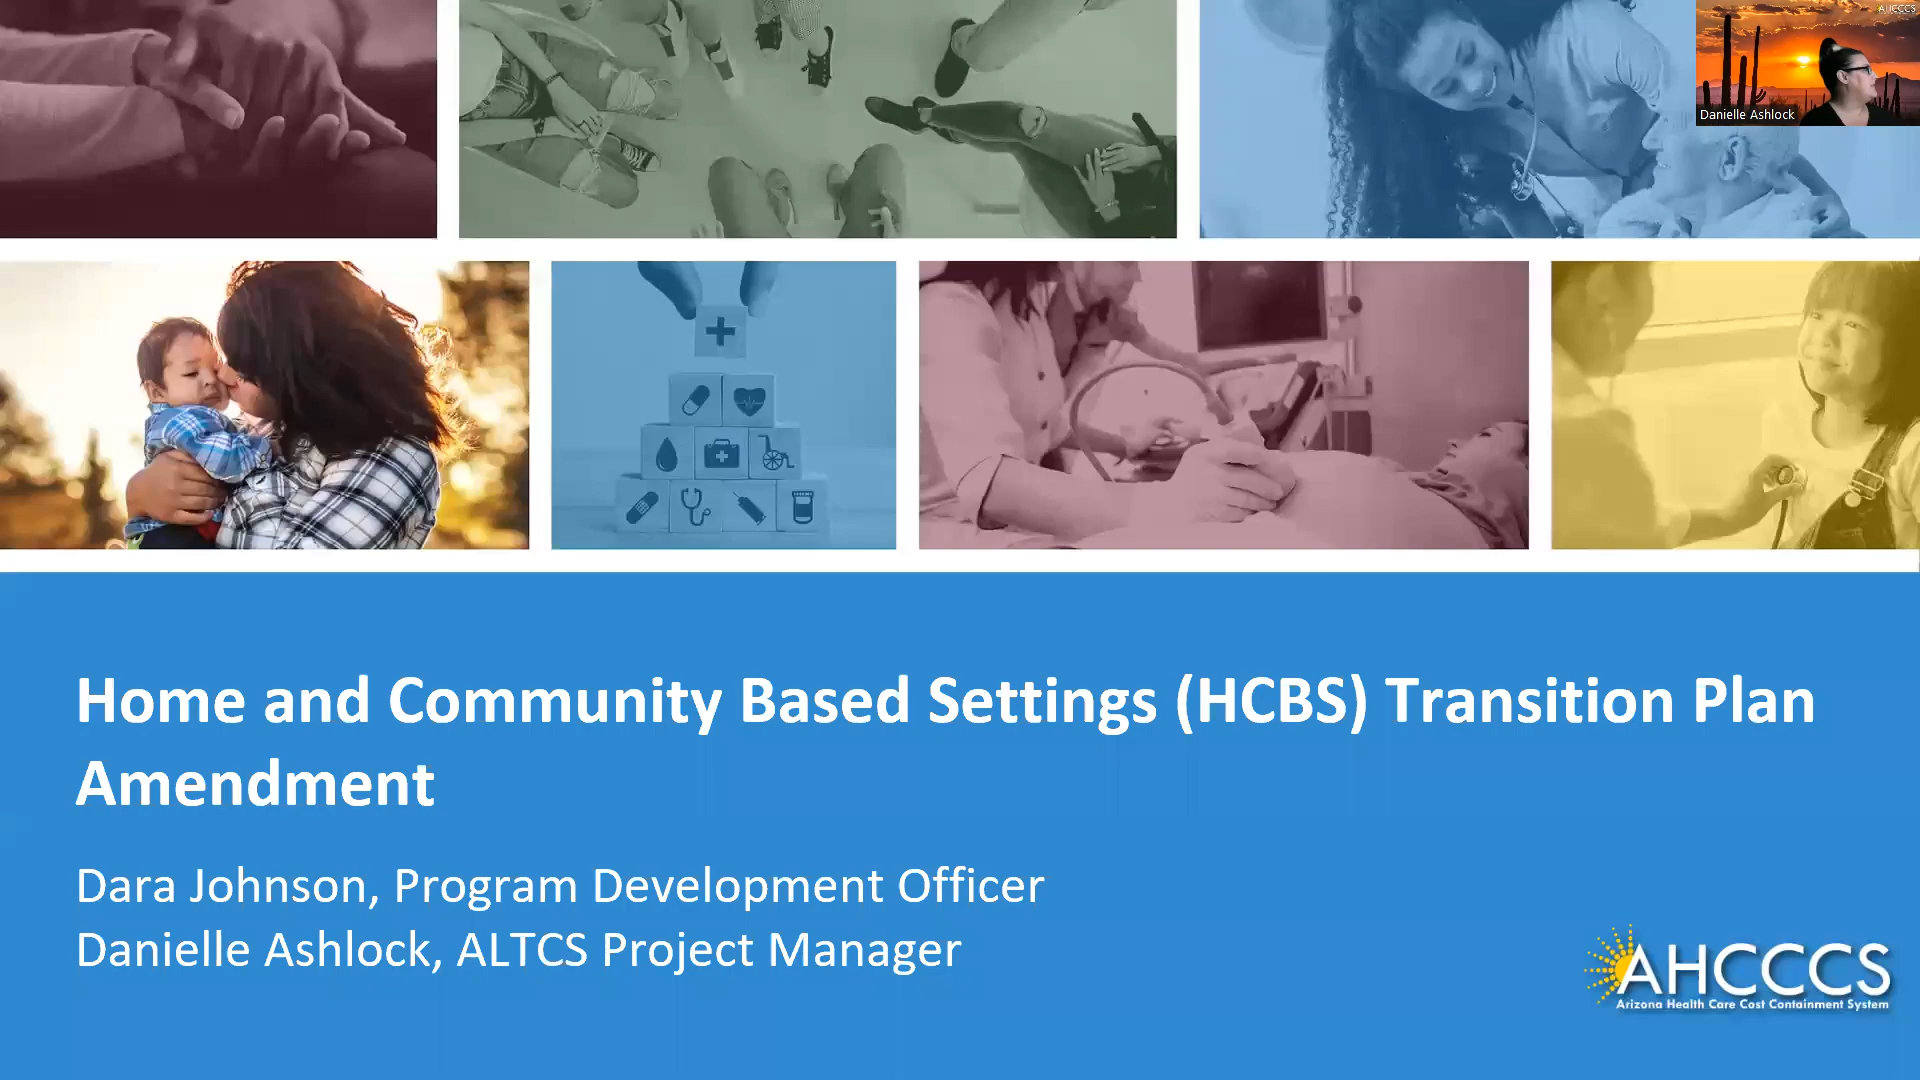 AHCCCS
Danielle Ashlock
Home and Community Based Settings (HCBS) Transition Plan
Amendment
Dara Johnson, Program Development Officer
Danielle Ashlock, ALTCS Project Manager
AHCCCS
Arizona Health Care Cost Containment System